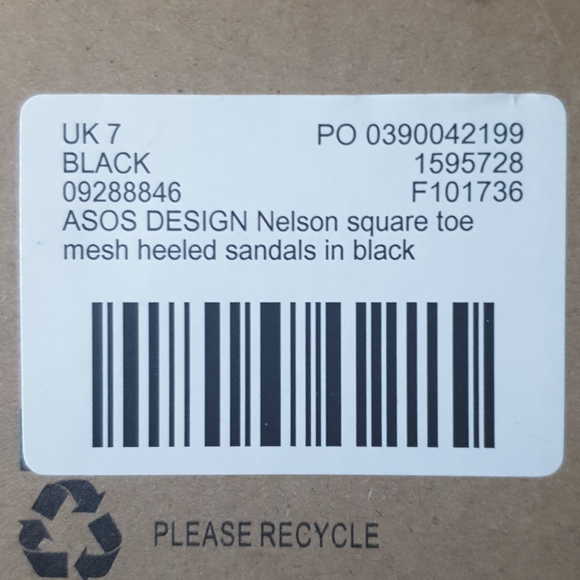 UK 7 PO 0390042199
BLACK 1595728
09288846 F101736
ASOS DESIGN Nelson square toe
mesh heeled sandals in black
PLEASE RECYCLE